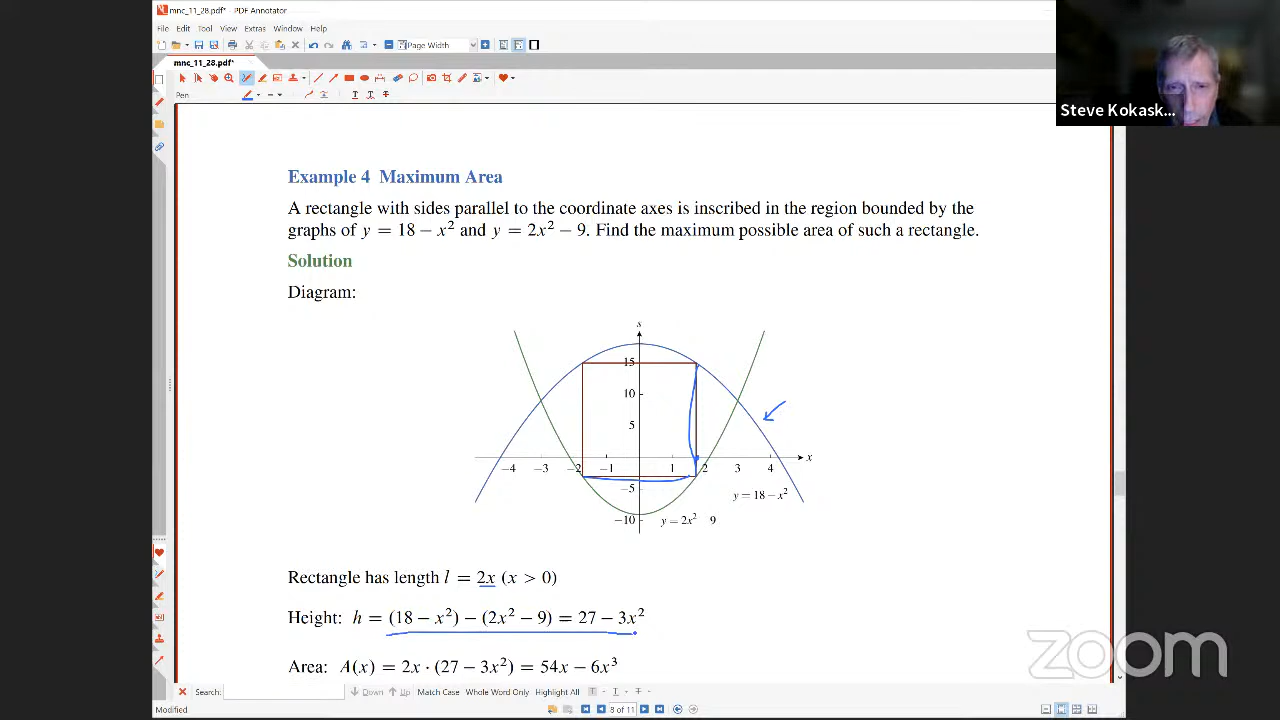 mnc_11_28.pdf* - PDF Annotator
File Edit Tool View Extras Window Help
Page Width
mnc_11_28.pdf*
Pen
Steve Kokask...
Example 4 Maximum Area
A rectangle with sides parallel to the coordinate axes is inscribed in the region bounded by the
graphs of y = 18 − x² and y = 2x² − 9. Find the maximum possible area of such a rectangle.
Solution
Diagram:
s
15
10
5
−4 −3 −2 −1 1 2 3 4 x
−5
y = 18 − x²
−10 y = 2x² 9
Rectangle has length l = 2x (x > 0)
Height: h = (18 − x²) − (2x² − 9) = 27 − 3x²
Area: A(x) = 2x · (27 − 3x²) = 54x − 6x³
zoom
Search: Down Up Match Case Whole Word Only Highlight All
Modified 8 of 11